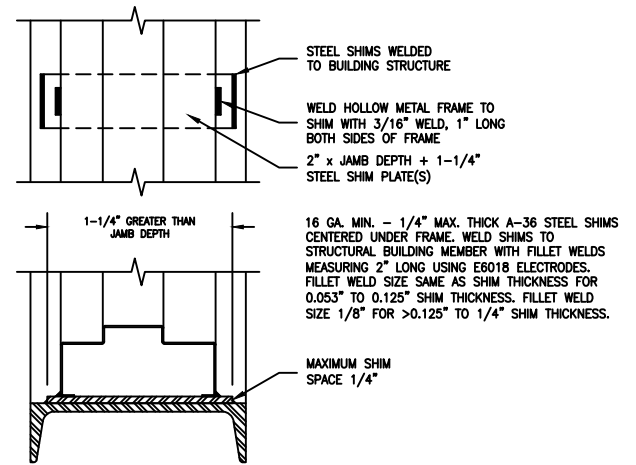 STEEL SHIMS WELDED
TO BUILDING STRUCTURE
WELD HOLLOW METAL FRAME TO
SHIM WITH 3/16" WELD, 1" LONG
BOTH SIDES OF FRAME
2" x JAMB DEPTH + 1-1/4"
STEEL SHIM PLATE(S)
1-1/4" GREATER THAN
JAMB DEPTH
16 GA. MIN. - 1/4" MAX. THICK A-36 STEEL SHIMS
CENTERED UNDER FRAME. WELD SHIMS TO
STRUCTURAL BUILDING MEMBER WITH FILLET WELDS
MEASURING 2" LONG USING E6018 ELECTRODES.
FILLET WELD SIZE SAME AS SHIM THICKNESS FOR
0.053" TO 0.125" SHIM THICKNESS. FILLET WELD
SIZE 1/8" FOR >0.125" TO 1/4" SHIM THICKNESS.
MAXIMUM SHIM
SPACE 1/4"